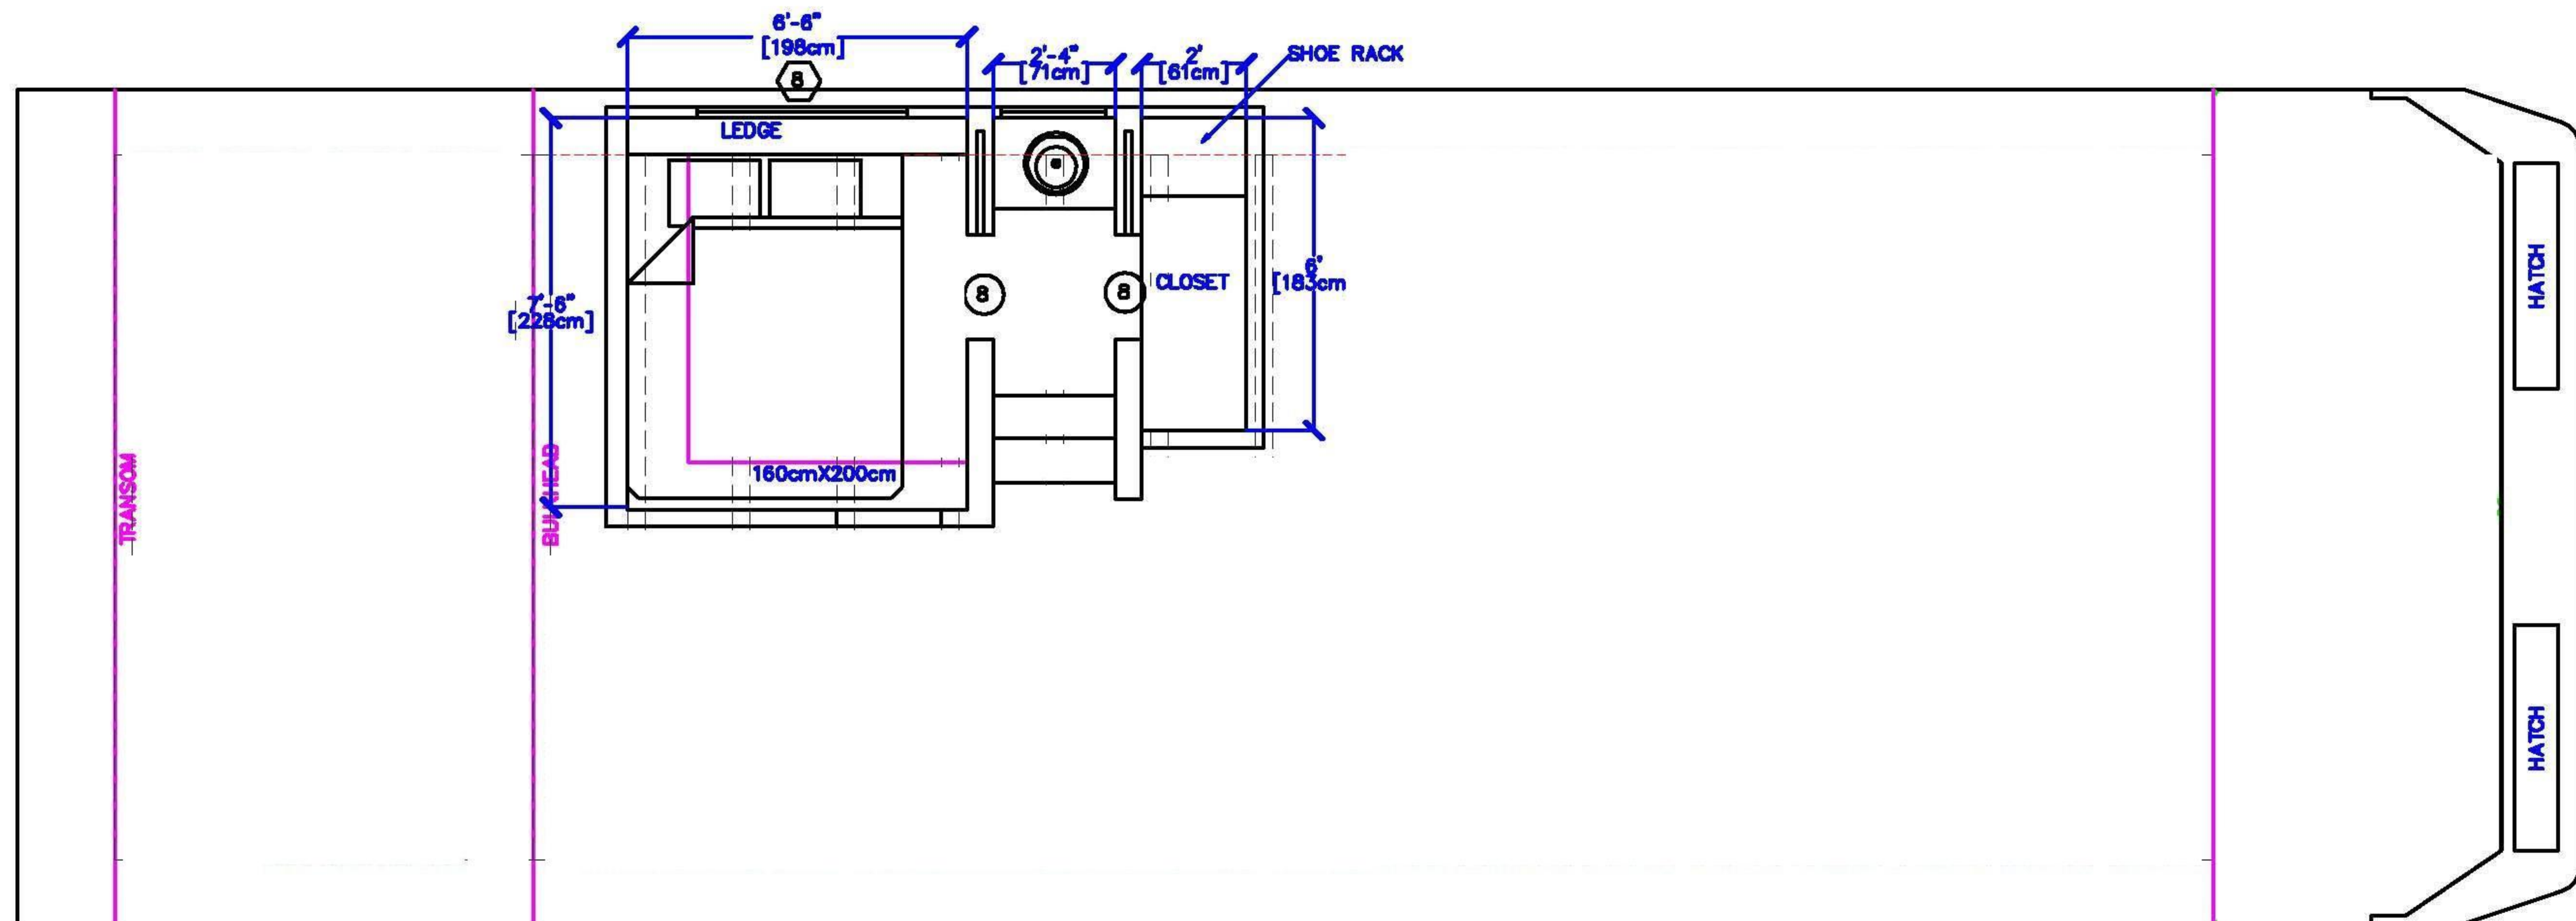 6'-6"
[198cm]
8
2'-4"
[71cm]
2'
[61cm]
SHOE RACK
LEDGE
7'-6"
[228cm]
8
8
CLOSET
6'
[183cm
160cmX200cm
TRANSOM
BULKHEAD
HATCH
HATCH